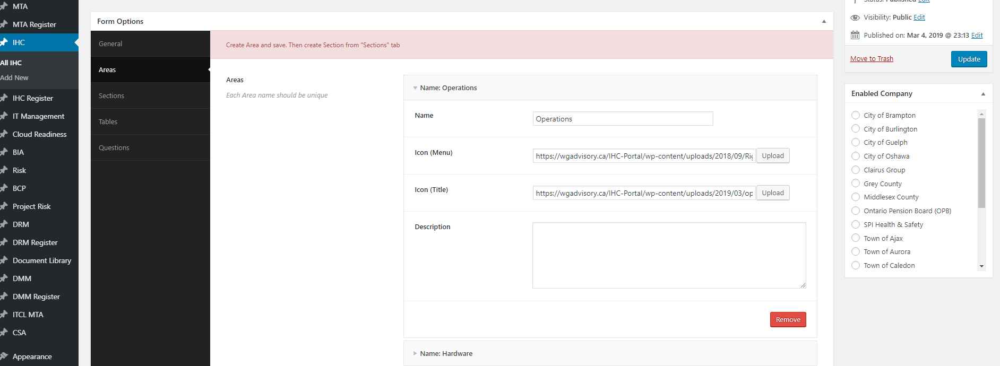 MTA
MTA Register
IHC
All IHC
Add New
IHC Register
IT Management
Cloud Readiness
BIA
Risk
BCP
Project Risk
DRM
DRM Register
Document Library
DMM
DMM Register
ITCL MTA
CSA
Appearance
Form Options
General
Areas
Sections
Tables
Questions
Create Area and save. Then create Section from "Sections" tab
Areas
Each Area name should be unique
Name: Operations
Name
Operations
Icon (Menu)
https://wgadvisory.ca/IHC-Portal/wp-content/uploads/2018/09/Rig
Upload
Icon (Title)
https://wgadvisory.ca/IHC-Portal/wp-content/uploads/2019/03/op
Upload
Description
Remove
Name: Hardware
Status: Published Edit
Visibility: Public Edit
Published on: Mar 4, 2019 @ 23:13 Edit
Move to Trash
Update
Enabled Company
City of Brampton
City of Burlington
City of Guelph
City of Oshawa
Clairus Group
Grey County
Middlesex County
Ontario Pension Board (OPB)
SPI Health & Safety
Town of Ajax
Town of Aurora
Town of Caledon